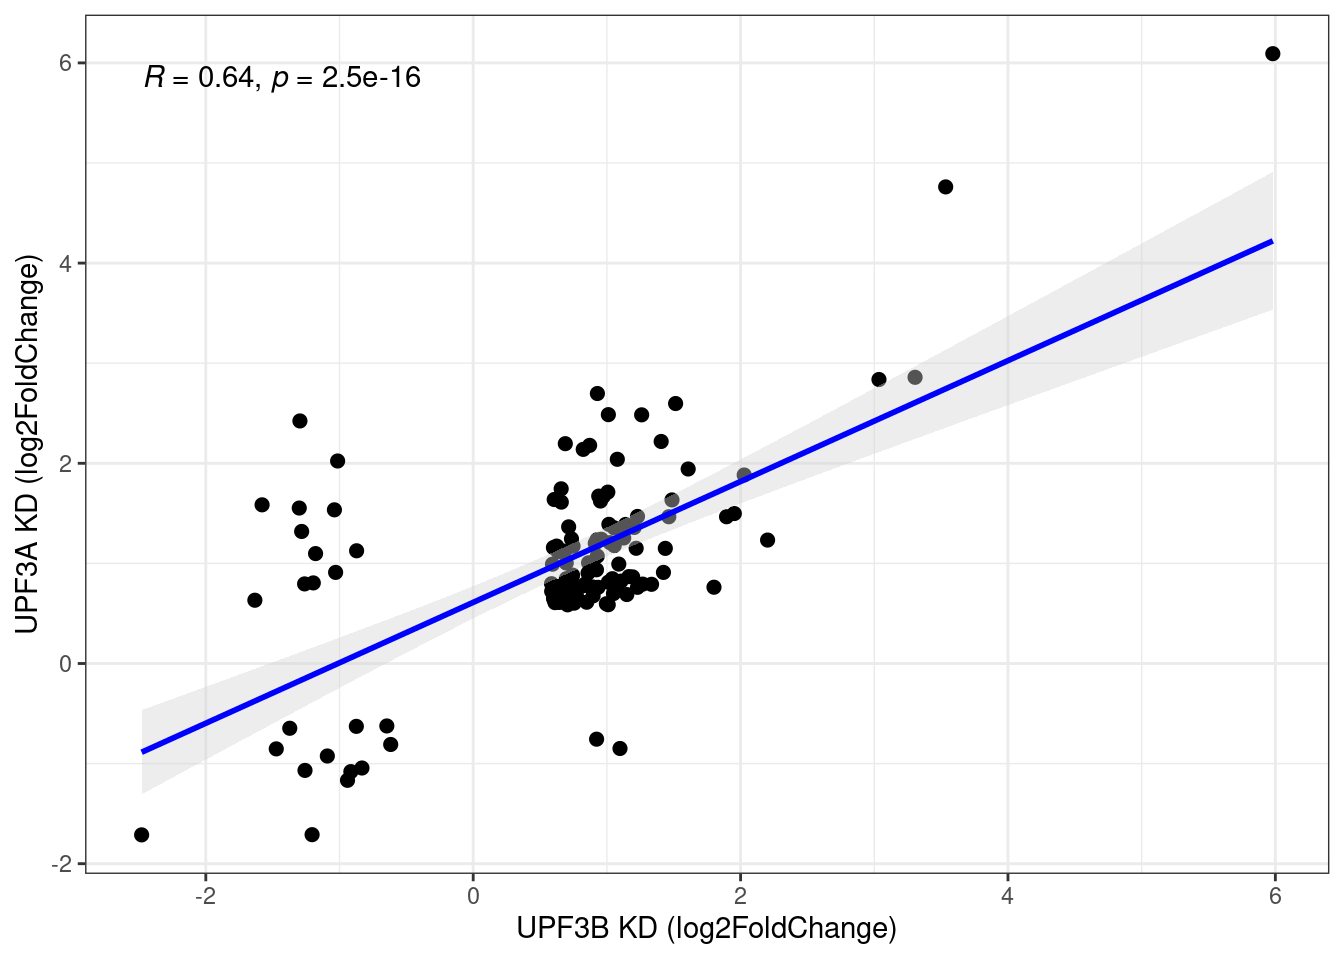 R = 0.64, p = 2.5e-16
6
4
2
0
-2
UPF3A KD (log2FoldChange)
-2 0 2 4 6
UPF3B KD (log2FoldChange)